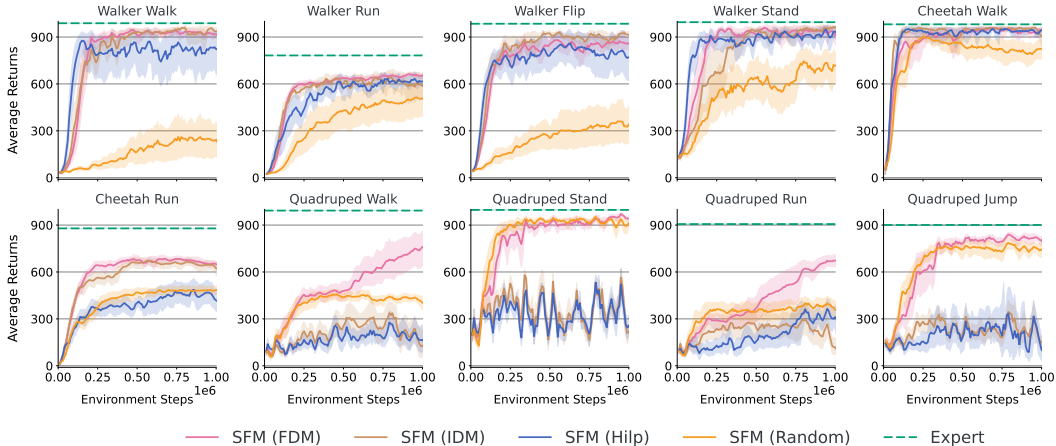 Walker Walk Walker Run Walker Flip Walker Stand Cheetah Walk
Average Returns
900
600
300
0
Cheetah Run Quadruped Walk Quadruped Stand Quadruped Run Quadruped Jump
Average Returns
900
600
300
0
0.00 0.25 0.50 0.75 1.00 0.00 0.25 0.50 0.75 1.00 0.00 0.25 0.50 0.75 1.00 0.00 0.25 0.50 0.75 1.00 0.00 0.25 0.50 0.75 1.00
1e6 1e6 1e6 1e6 1e6
Environment Steps Environment Steps Environment Steps Environment Steps Environment Steps
SFM (FDM) SFM (IDM) SFM (Hilp) SFM (Random) Expert